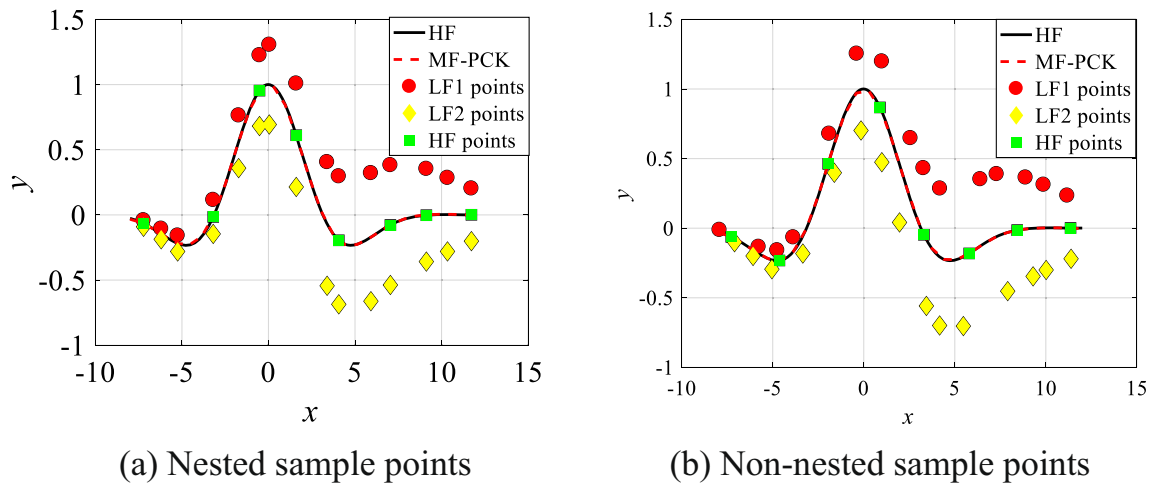 1.5
1
0.5
0
-0.5
-1
y
-10
-5
0
5
10
15
x
HF
MF-PCK
LF1 points
LF2 points
HF points
(a) Nested sample points
1.5
1
0.5
0
-0.5
-1
y
-10
-5
0
5
10
15
x
HF
MF-PCK
LF1 points
LF2 points
HF points
(b) Non-nested sample points